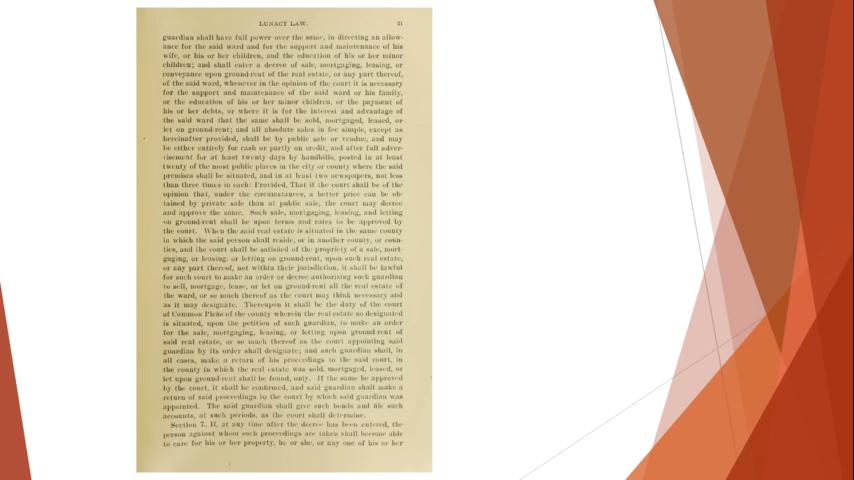 LUNACY LAW. 31
guardian shall have full power over the same, in directing an allow-
ance for the said ward and for the support and maintenance of his
wife, or his or her children, and the education of his or her minor
children; and shall enter a decree of sale, mortgaging, leasing, or
conveyance upon ground-rent of the real estate, or any part thereof,
of the said ward, whenever in the opinion of the court it is necessary
for the support and maintenance of the said ward or his family,
or the education of his or her minor children, or the payment of
his or her debts, or where it is for the interest and advantage of
the said ward that the same shall be sold, mortgaged, leased, or
let on ground-rent; and all absolute sales in fee simple, except as
hereinafter provided, shall be by public sale or vendue, and may
be either entirely for cash or partly on credit, and after full adver-
tisement for at least twenty days by handbills, posted in at least
twenty of the most public places in the city or county where the said
premises shall be situated, and in at least two newspapers, not less
than three times in each: Provided, That if the court shall be of the
opinion that, under the circumstances, a better price can be ob-
tained by private sale than at public sale, the court may decree
and approve the same. Such sale, mortgaging, leasing, and letting
on ground-rent shall be upon terms and rates to be approved by
the court. When the said real estate is situated in the same county
in which the said person shall reside, or in another county, or coun-
ties, and the court shall be satisfied of the propriety of a sale, mort-
gaging, or leasing, or letting on ground-rent, upon such real estate,
or any part thereof, not within their jurisdiction, it shall be lawful
for such court to make an order or decree authorizing such guardian
to sell, mortgage, lease, or let on ground-rent all the real estate of
the ward, or so much thereof as the court may think necessary and
as it may designate. Thereupon it shall be the duty of the court
of Common Pleas of the county wherein the real estate so designated
is situated, upon the petition of such guardian, to make an order
for the sale, mortgaging, leasing, or letting upon ground-rent of
said real estate, or so much thereof as the court appointing said
guardian by its order shall designate; and such guardian shall, in
all cases, make a return of his proceedings to the said court, in
the county in which the real estate was sold, mortgaged, leased, or
let upon ground-rent shall be found, only. If the same be approved
by the court, it shall be confirmed, and said guardian shall make a
return of said proceedings to the court by which said guardian was
appointed. The said guardian shall give such bonds and file such
accounts, at such periods, as the court shall determine.
Section 7. If, at any time after the decree has been entered, the
person against whom such proceedings are taken shall become able
to care for his or her property, he or she, or any one of his or her